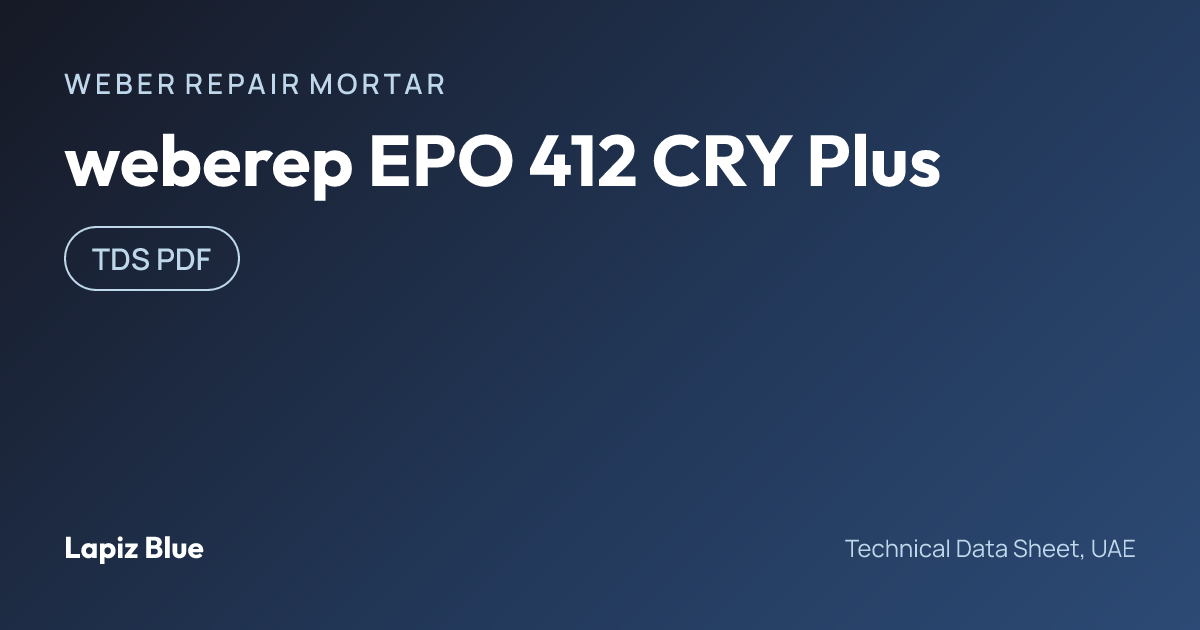 WEBER REPAIR MORTAR
weberep EPO 412 CRY Plus
TDS PDF
Lapiz Blue
Technical Data Sheet, UAE